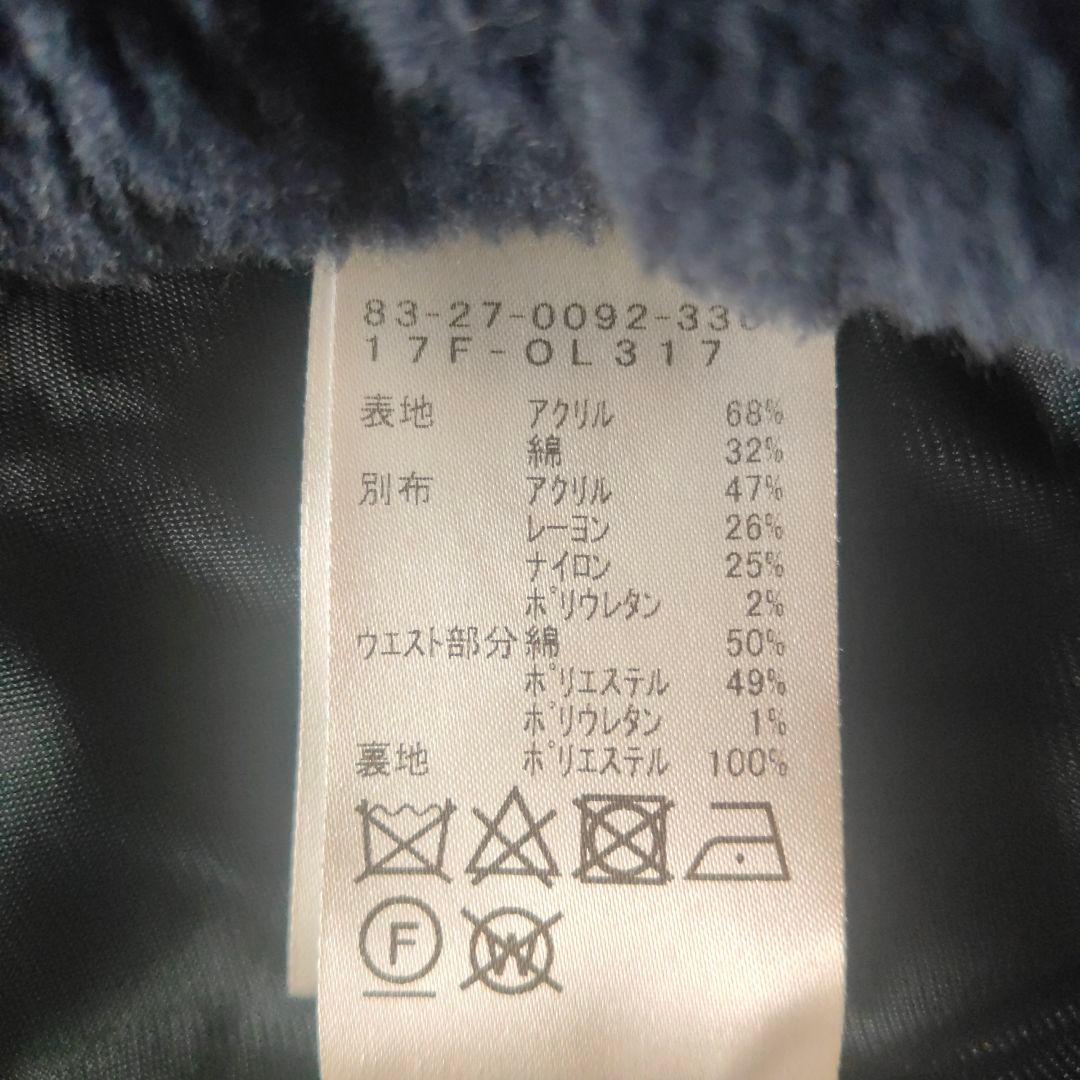 83-27-0092-33
17F-OL317
表地 アクリル 68%
綿 32%
別布 アクリル 47%
レーヨン 26%
ナイロン 25%
ポリウレタン 2%
ウエスト部分 綿 50%
ポリエステル 49%
ポリウレタン 1%
裏地 ポリエステル 100%
F W